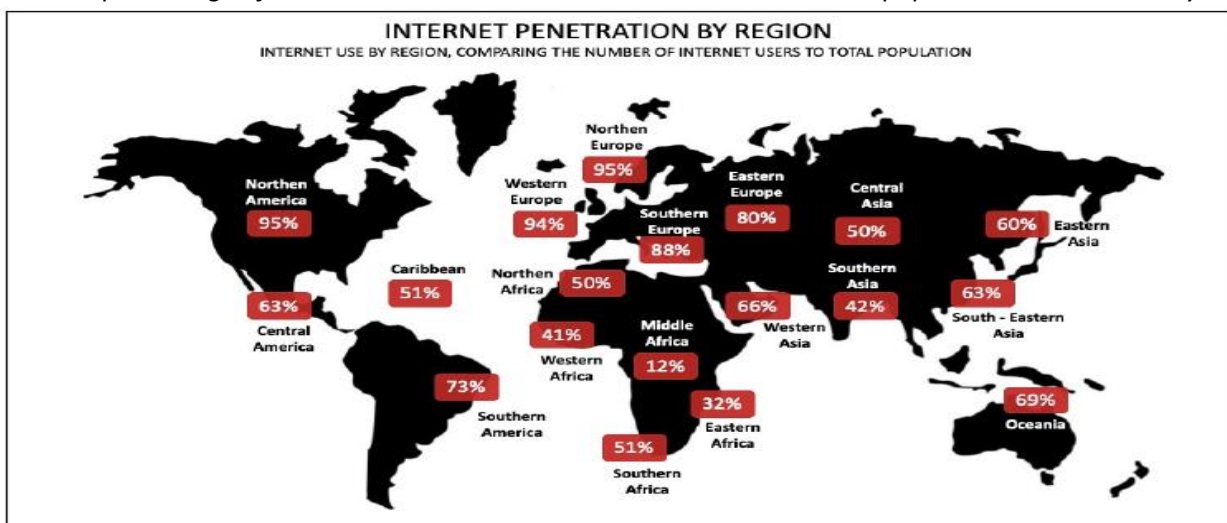 INTERNET PENETRATION BY REGION
INTERNET USE BY REGION, COMPARING THE NUMBER OF INTERNET USERS TO TOTAL POPULATION
Northen
America
95%
Northen
Europe
95%
Western
Europe
94%
Southern
Europe
88%
Eastern
Europe
80%
Central
Asia
50%
60%
Eastern
Asia
63%
Central
America
Caribbean
51%
Northen
Africa
50%
41%
Western
Africa
Middle
Africa
12%
66%
Western
Asia
Southern
Asia
42%
63%
South - Eastern
Asia
73%
Southern
America
32%
Eastern
Africa
51%
Southern
Africa
69%
Oceania